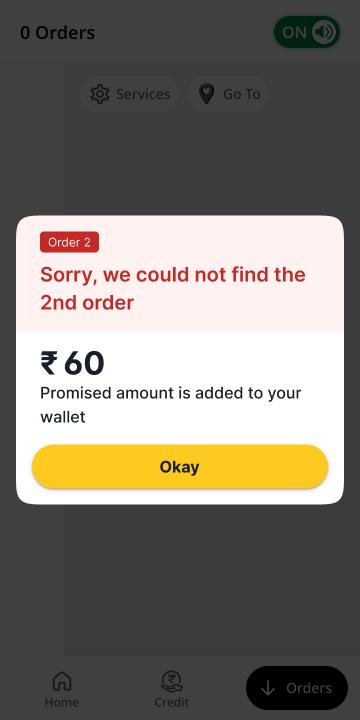 0 Orders
ON
Services
Go To
Order 2
Sorry, we could not find the
2nd order
₹ 60
Promised amount is added to your
wallet
Okay
Home
Credit
Orders